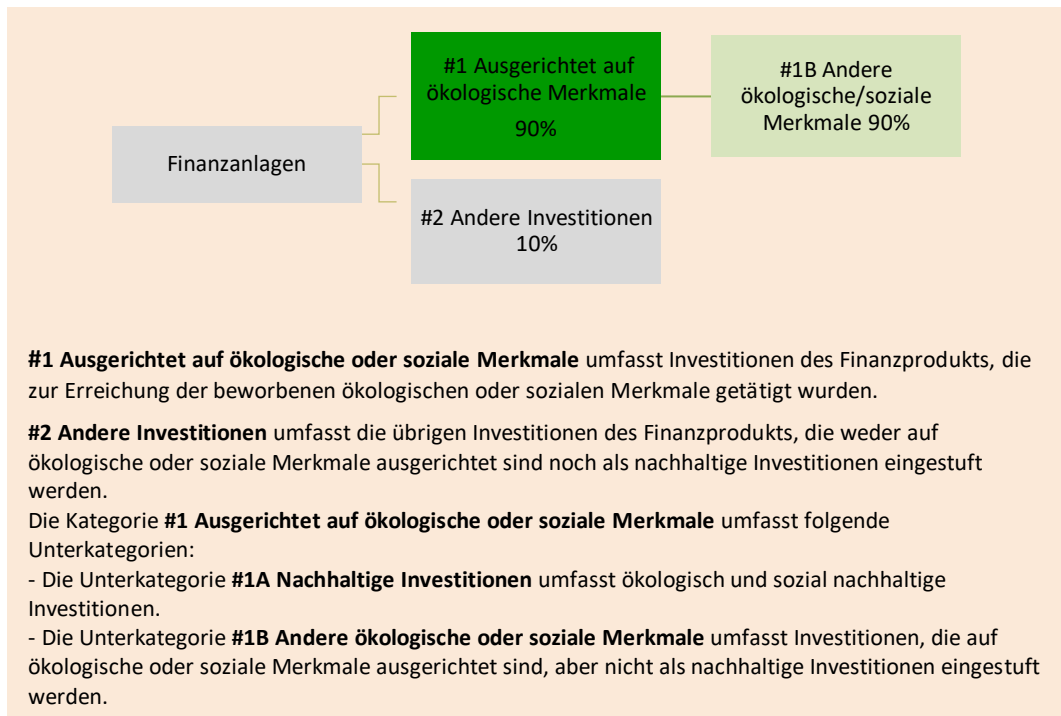 #1 Ausgerichtet auf
ökologische Merkmale
90%
#1B Andere
ökologische/soziale
Merkmale 90%
Finanzanlagen
#2 Andere Investitionen
10%
#1 Ausgerichtet auf ökologische oder soziale Merkmale umfasst Investitionen des Finanzprodukts, die
zur Erreichung der beworbenen ökologischen oder sozialen Merkmale getätigt wurden.
#2 Andere Investitionen umfasst die übrigen Investitionen des Finanzprodukts, die weder auf
ökologische oder soziale Merkmale ausgerichtet sind noch als nachhaltige Investitionen eingestuft
werden.
Die Kategorie #1 Ausgerichtet auf ökologische oder soziale Merkmale umfasst folgende
Unterkategorien:
- Die Unterkategorie #1A Nachhaltige Investitionen umfasst ökologisch und sozial nachhaltige
Investitionen.
- Die Unterkategorie #1B Andere ökologische oder soziale Merkmale umfasst Investitionen, die auf
ökologische oder soziale Merkmale ausgerichtet sind, aber nicht als nachhaltige Investitionen eingestuft
werden.